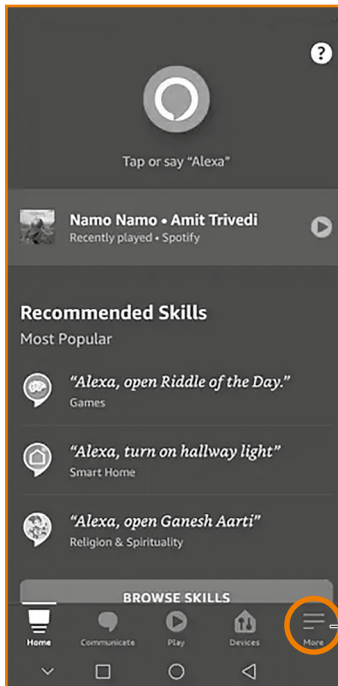 ?
Tap or say “Alexa”
Namo Namo • Amit Trivedi
Recently played • Spotify
Recommended Skills
Most Popular
“Alexa, open Riddle of the Day.”
Games
“Alexa, turn on hallway light”
Smart Home
“Alexa, open Ganesh Aarti”
Religion & Spirituality
BROWSE SKILLS
Home Communicate Play Devices More